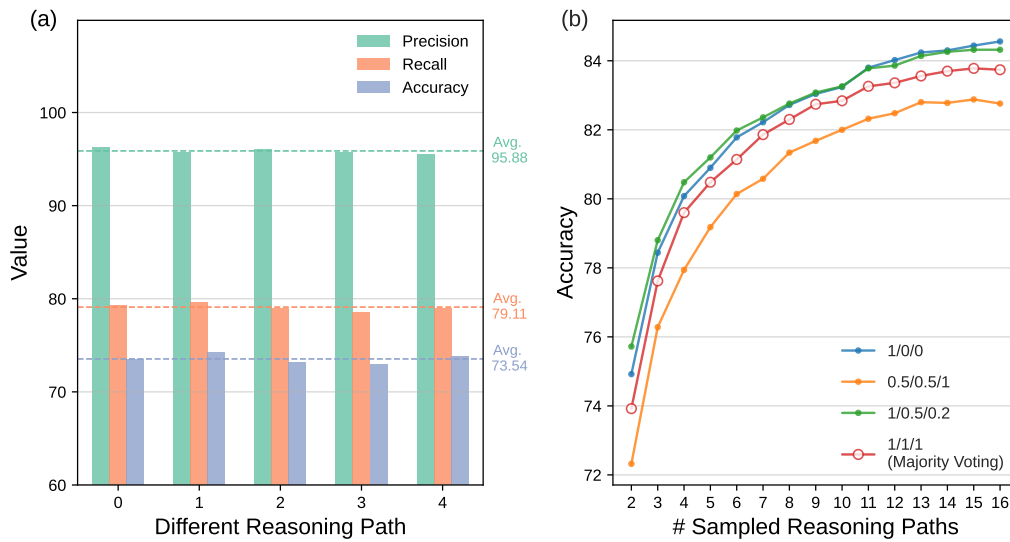 (a)
Precision
Recall
Accuracy
100
90
80
70
60
Value
Avg.
95.88
Avg.
79.11
Avg.
73.54
0 1 2 3 4
Different Reasoning Path
(b)
84
82
80
78
76
74
72
Accuracy
1/0/0
0.5/0.5/1
1/0.5/0.2
1/1/1
(Majority Voting)
2 3 4 5 6 7 8 9 10 11 12 13 14 15 16
# Sampled Reasoning Paths